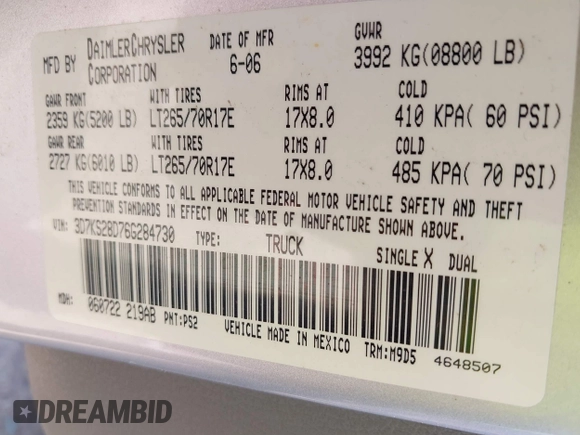 MFD BY DAIMLERCHRYSLER CORPORATION DATE OF MFR 6-06 GVWR 3992 KG(08800 LB)
GAWR FRONT WITH TIRES RIMS AT COLD
2359 KG(5200 LB) LT265/70R17E 17X8.0 410 KPA( 60 PSI)
GAWR REAR WITH TIRES RIMS AT COLD
2727 KG(6010 LB) LT265/70R17E 17X8.0 485 KPA( 70 PSI)
THIS VEHICLE CONFORMS TO ALL APPLICABLE FEDERAL MOTOR VEHICLE SAFETY AND THEFT
PREVENTION STANDARDS IN EFFECT ON THE DATE OF MANUFACTURE SHOWN ABOVE.
VIN: 3D7KS28D76G284730 TYPE: TRUCK SINGLE X DUAL
MDH: 060722 219AB PNT:PS2 VEHICLE MADE IN MEXICO TRM:M9D5 4648507
DREAMBID